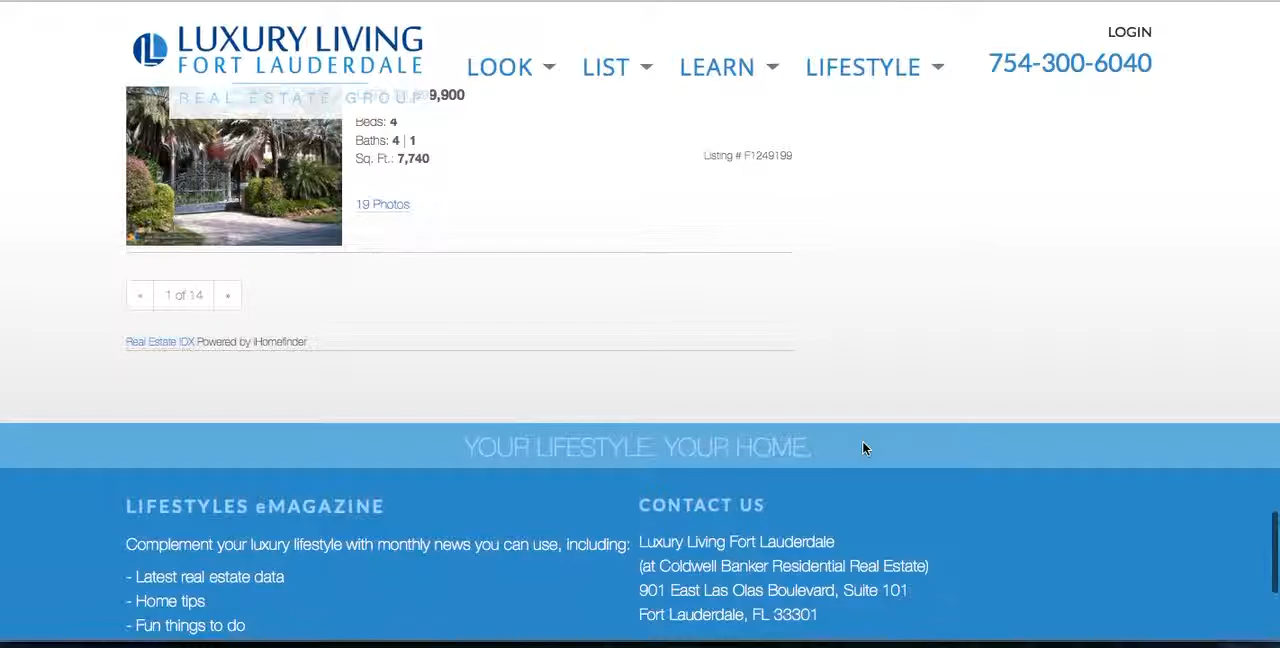 LUXURY LIVING
FORT LAUDERDALE
REAL ESTATE GROUP
LOOK
LIST
LEARN
LIFESTYLE
LOGIN
754-300-6040
9,900
Beds: 4
Baths: 4 | 1
Sq. Ft.: 7,740
Listing # F1249199
19 Photos
« 1 of 14 »
Real Estate IDX Powered by iHomefinder
YOUR LIFESTYLE. YOUR HOME.
LIFESTYLES eMAGAZINE
Complement your luxury lifestyle with monthly news you can use, including:
- Latest real estate data
- Home tips
- Fun things to do
CONTACT US
Luxury Living Fort Lauderdale
(at Coldwell Banker Residential Real Estate)
901 East Las Olas Boulevard, Suite 101
Fort Lauderdale, FL 33301